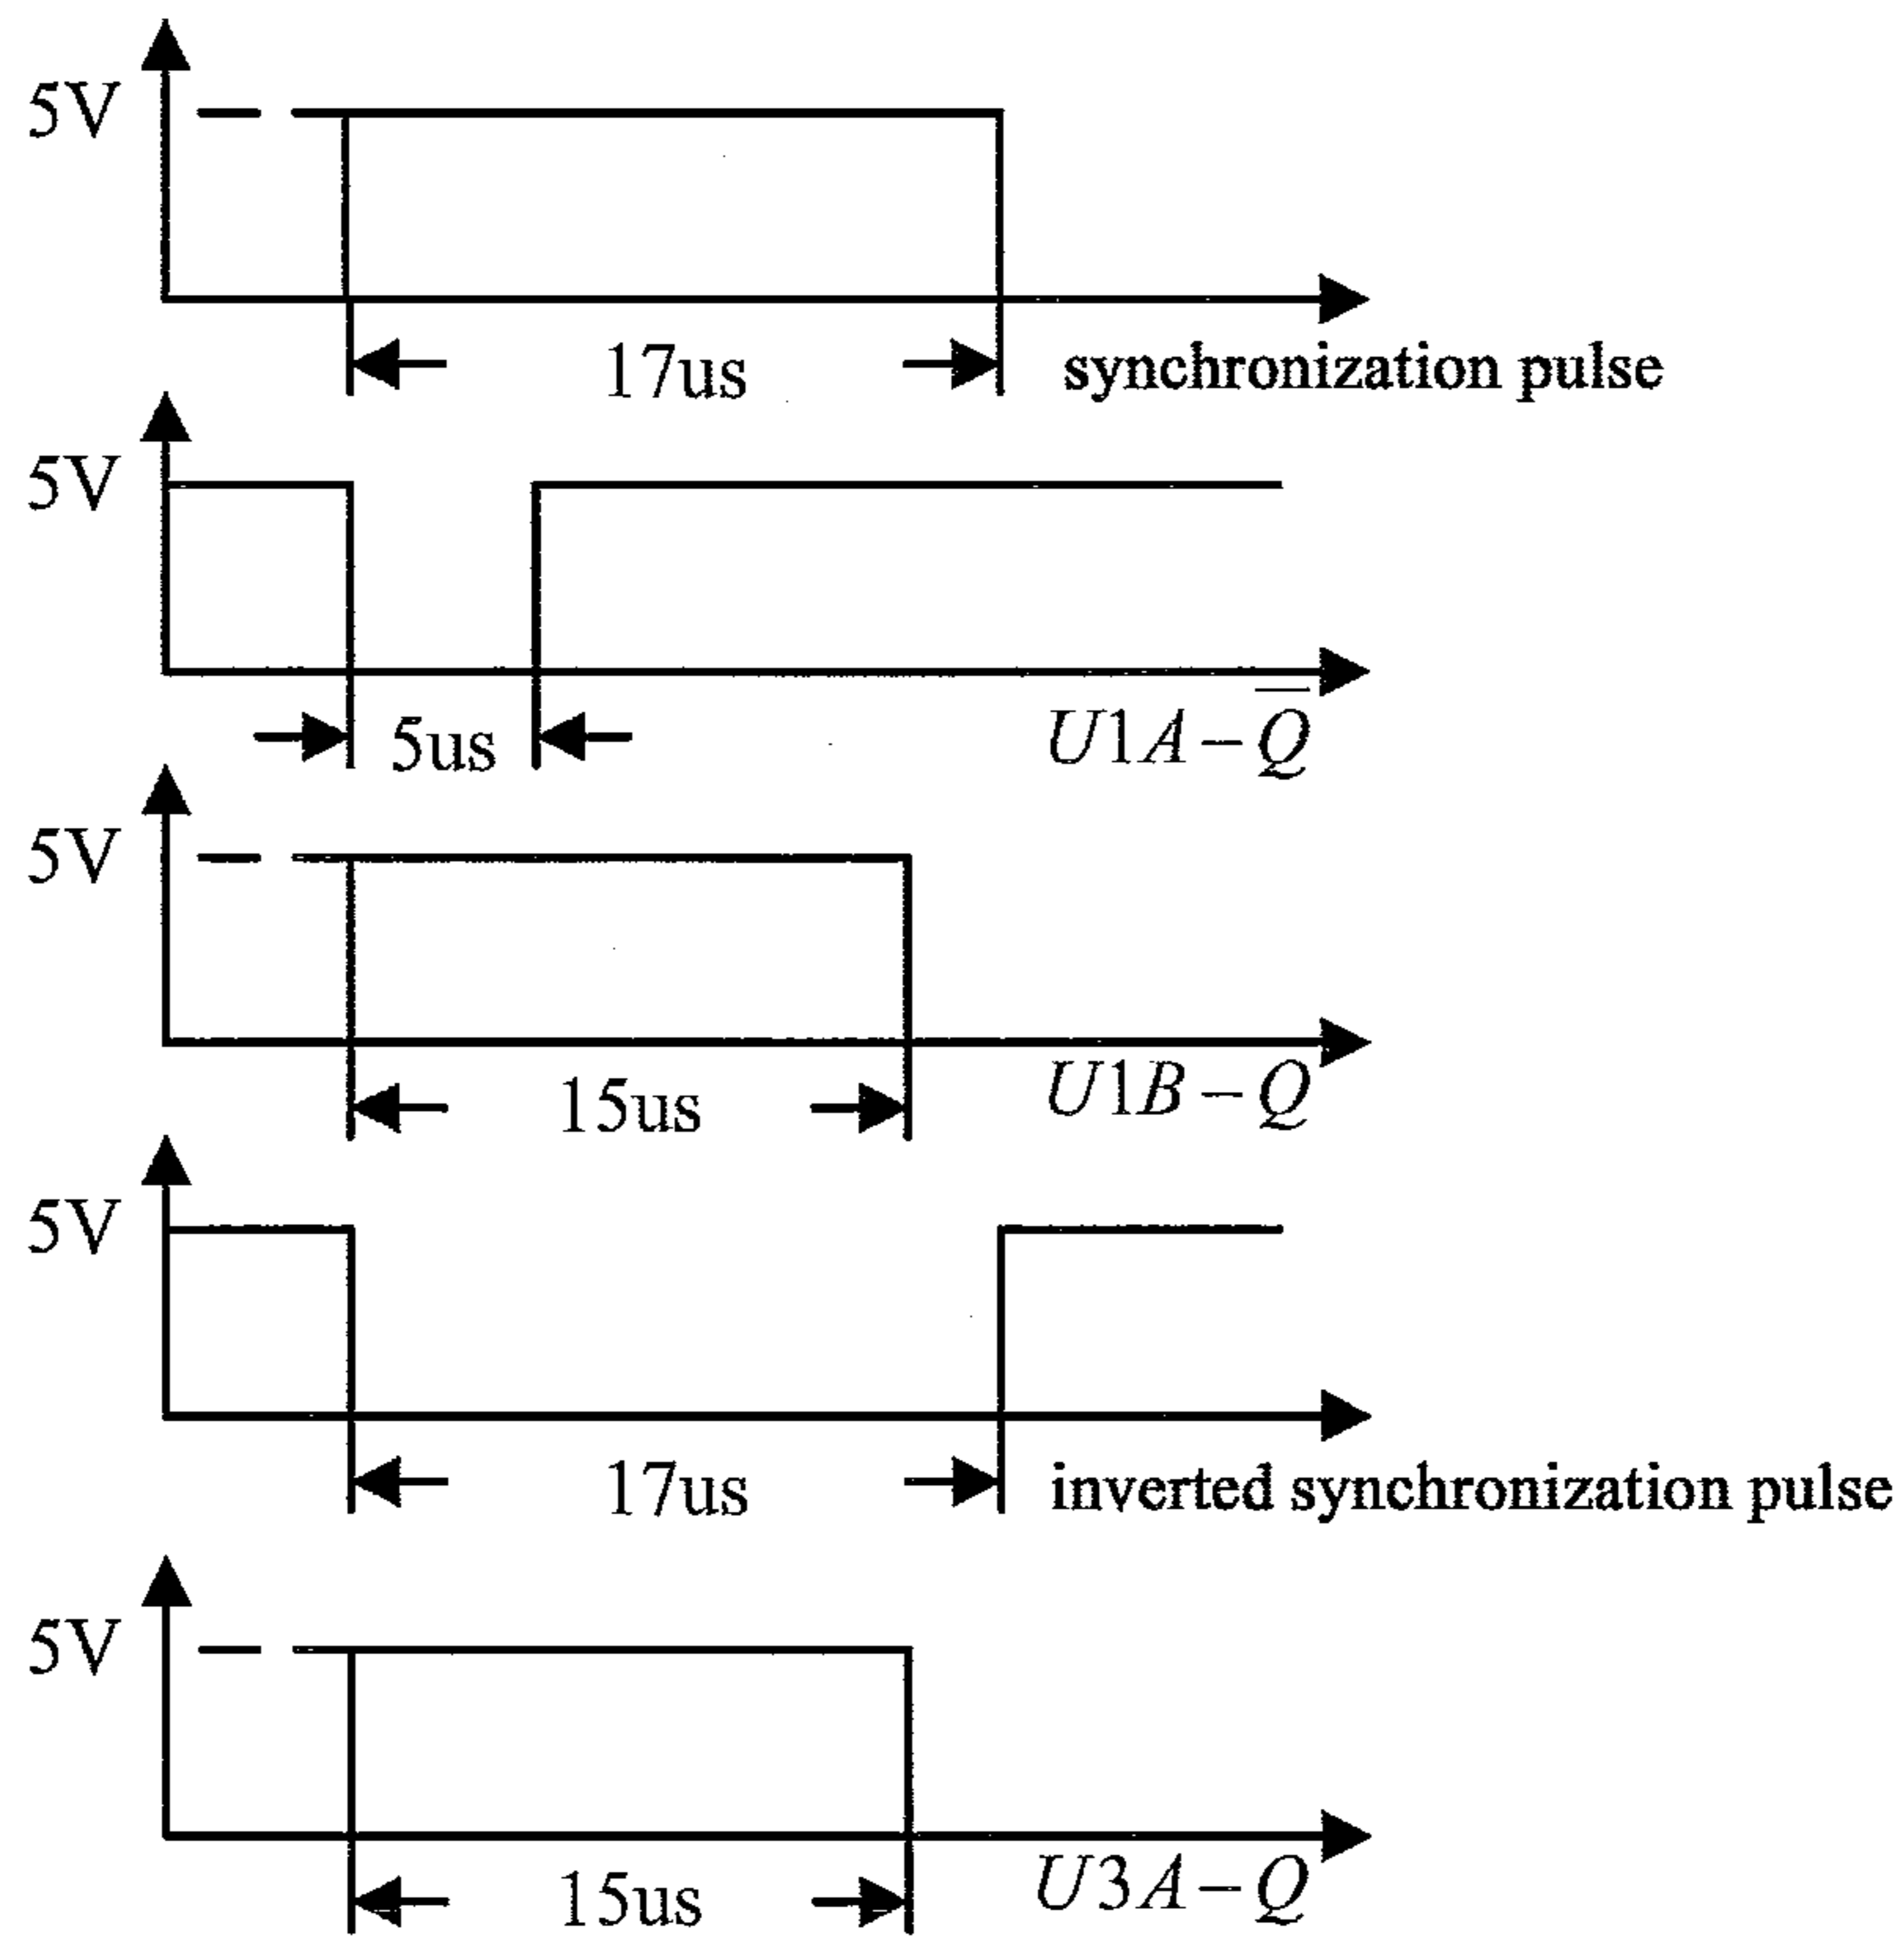 5V
17us
synchronization pulse
5V
5us
U1A–Q̅
5V
15us
U1B–Q
5V
17us
inverted synchronization pulse
5V
15us
U3A–Q